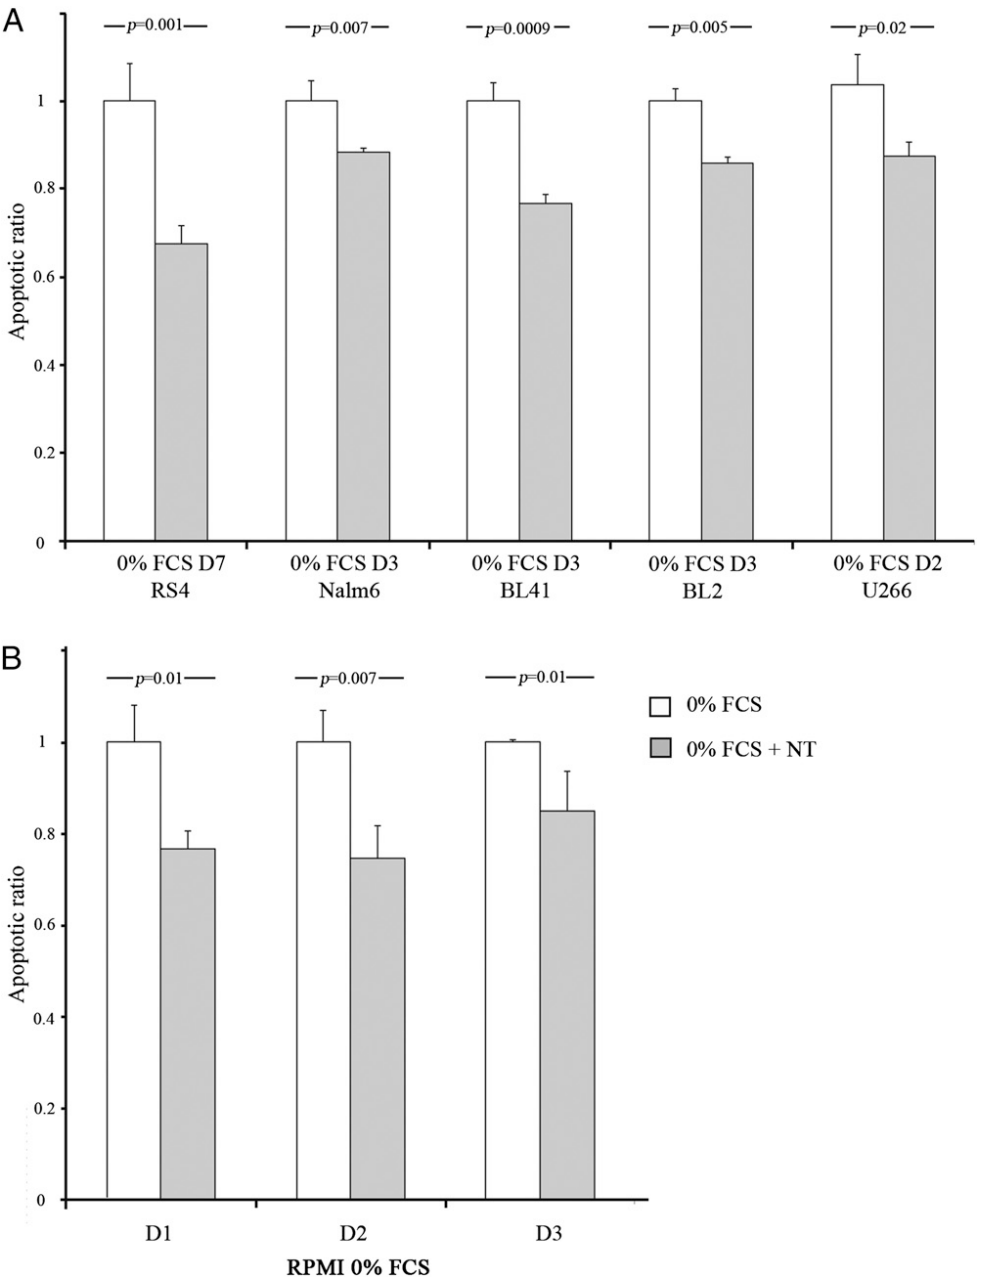 A
p=0.001 p=0.007 p=0.0009 p=0.005 p=0.02
1
0.8
0.6
0.4
0.2
0
Apoptotic ratio
0% FCS D7 0% FCS D3 0% FCS D3 0% FCS D3 0% FCS D2
RS4 Nalm6 BL41 BL2 U266
B
p=0.01 p=0.007 p=0.01
0% FCS
0% FCS + NT
1
0.8
0.6
0.4
0.2
0
Apoptotic ratio
D1 D2 D3
RPMI 0% FCS